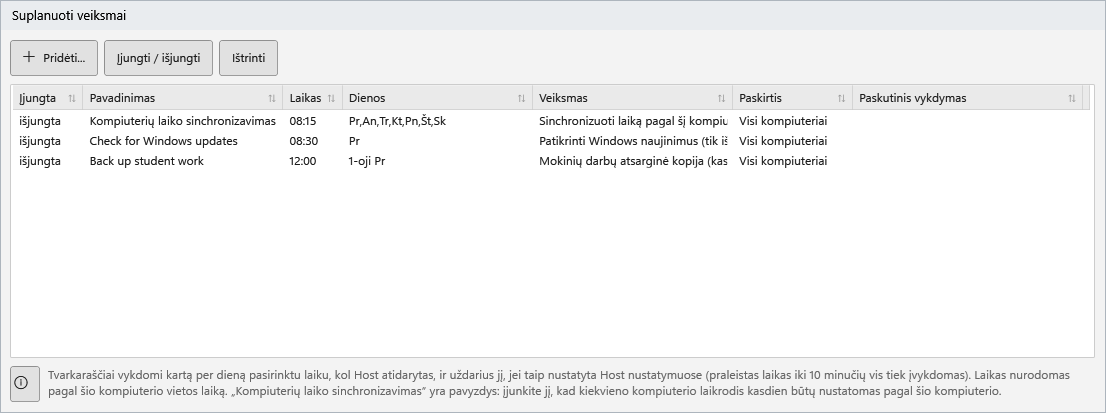 Suplanuoti veiksmai
Pridėti... Įjungti / išjungti Ištrinti
Įjungta Pavadinimas Laikas Dienos Veiksmas Paskirtis Paskutinis vykdymas
išjungta Kompiuterių laiko sinchronizavimas 08:15 Pr,An,Tr,Kt,Pn,Št,Sk Sinchronizuoti laiką pagal šį kompiu Visi kompiuteriai
išjungta Check for Windows updates 08:30 Pr Patikrinti Windows naujinimus (tik iš Visi kompiuteriai
išjungta Back up student work 12:00 1-oji Pr Mokinių darbų atsarginė kopija (kas Visi kompiuteriai
Tvarkaraščiai vykdomi kartą per dieną pasirinktu laiku, kol Host atidarytas, ir uždarius jį, jei taip nustatyta Host nustatymuose (praleistas laikas iki 10 minučių vis tiek įvykdomas). Laikas nurodomas
pagal šio kompiuterio vietos laiką. „Kompiuterių laiko sinchronizavimas“ yra pavyzdys: įjunkite jį, kad kiekvieno kompiuterio laikrodis kasdien būtų nustatomas pagal šio kompiuterio.